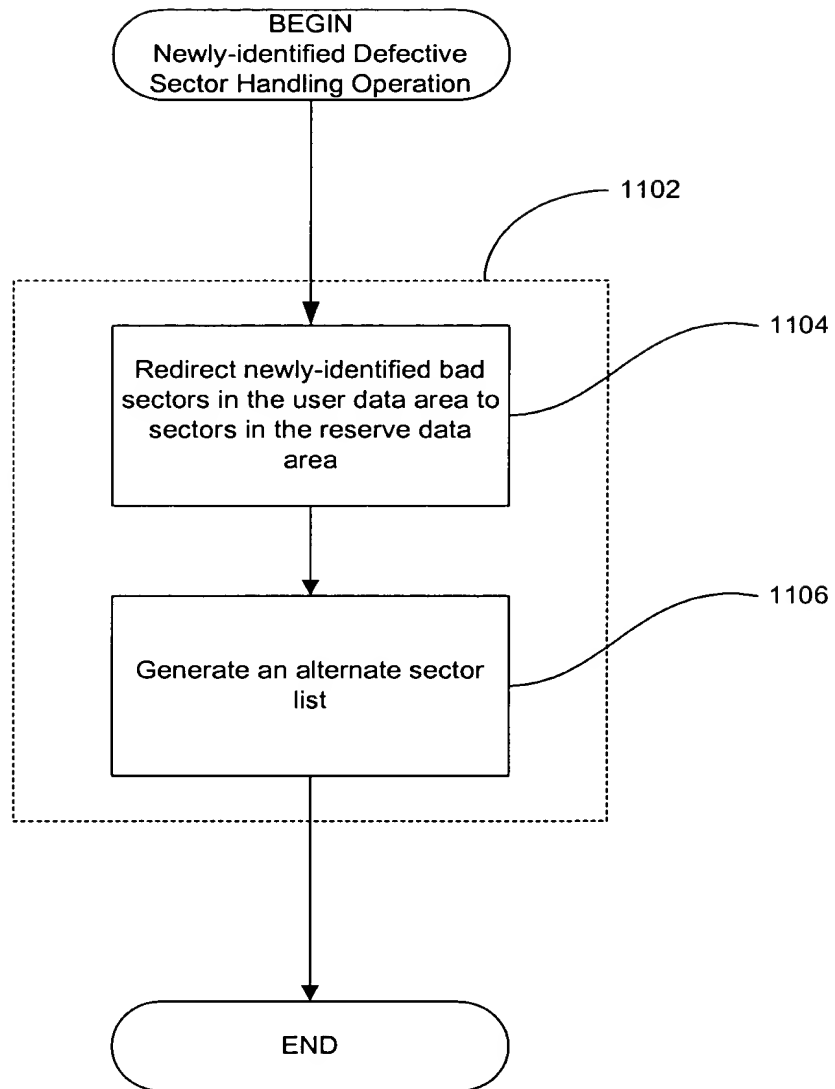 BEGIN
Newly-identified Defective
Sector Handling Operation
1102
1104
Redirect newly-identified bad
sectors in the user data area to
sectors in the reserve data
area
1106
Generate an alternate sector
list
END